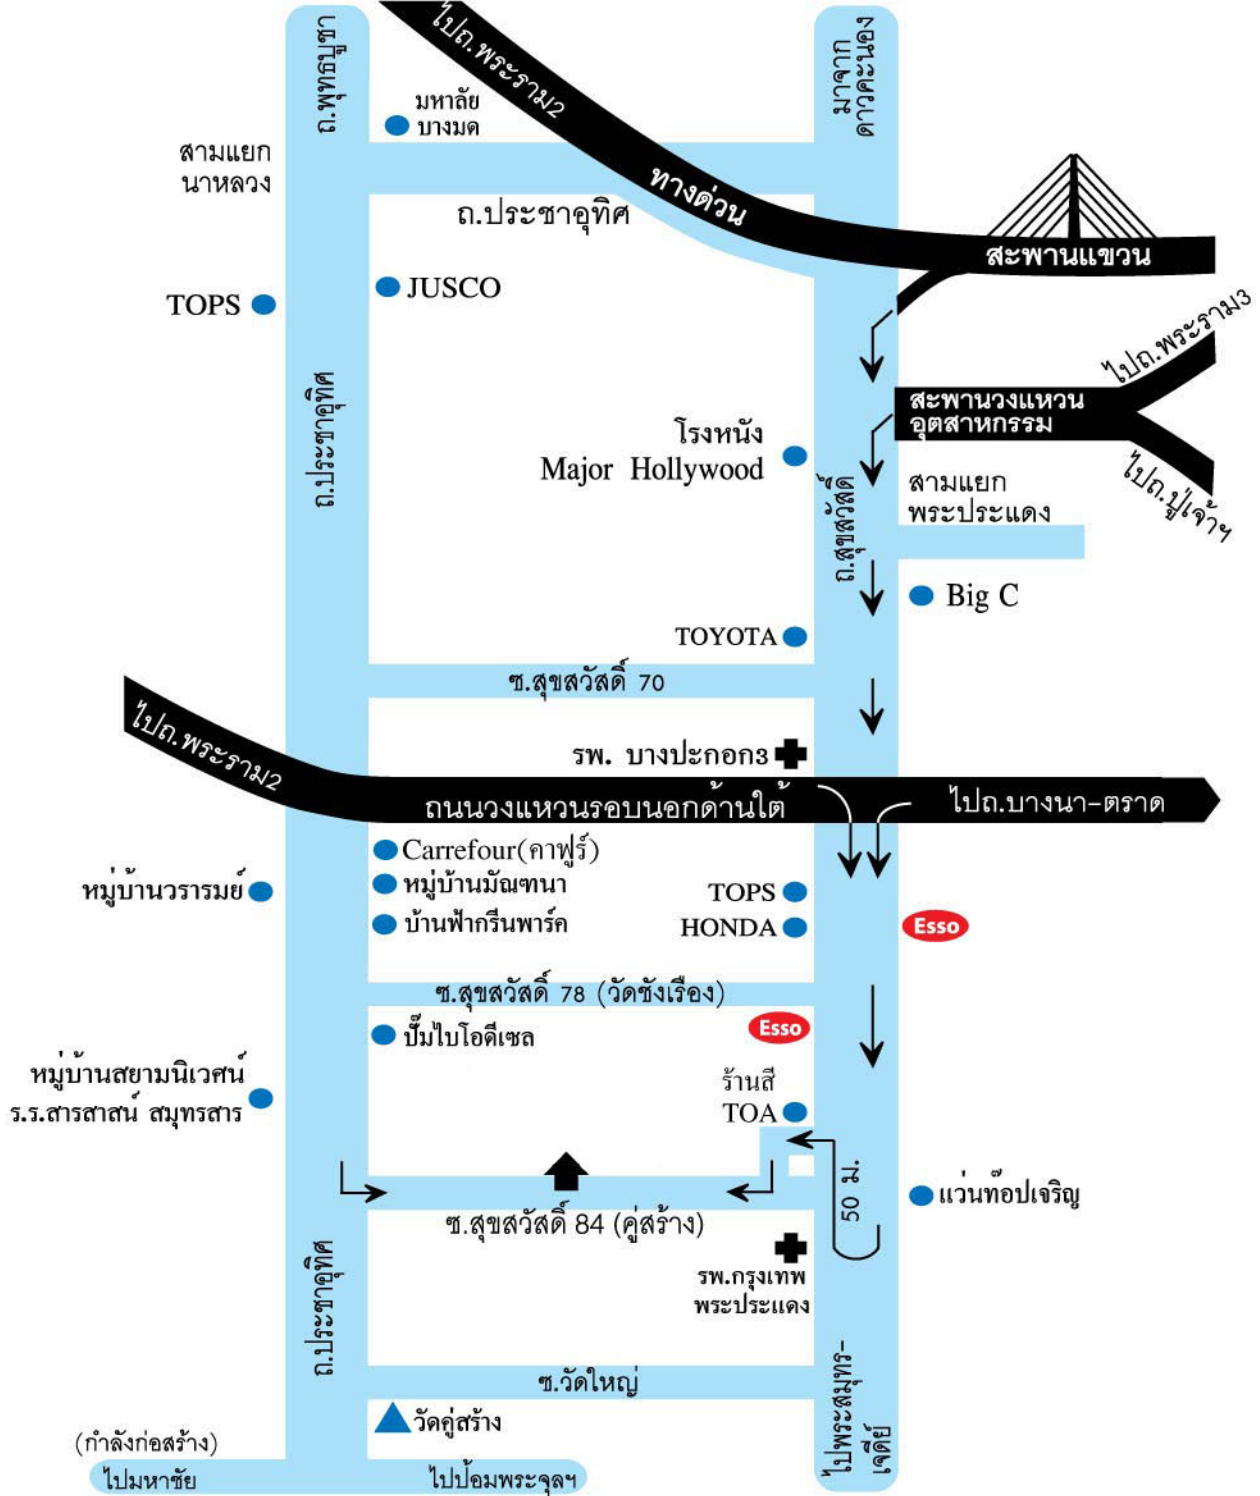 ถ.พุทธบูชา
ไปถ.พระราม2
มาจาก
ดาวคะนอง
มหาลัย
บางมด
สามแยก
นาหลวง
ทางด่วน
ถ.ประชาอุทิศ
สะพานแขวน
JUSCO
TOPS
ไปถ.พระราม3
ถ.ประชาอุทิศ
สะพานวงแหวน
อุตสาหกรรม
โรงหนัง
Major Hollywood
ไปถ.ปู่เจ้าฯ
สามแยก
พระประแดง
ถ.สุขสวัสดิ์
Big C
TOYOTA
ซ.สุขสวัสดิ์ 70
ไปถ.พระราม2
รพ. บางปะกอก3
ถนนวงแหวนรอบนอกด้านใต้
ไปถ.บางนา-ตราด
Carrefour(คาฟูร์)
หมู่บ้านวรารมย์
หมู่บ้านมัณฑนา
TOPS
บ้านฟ้ากรีนพาร์ค
HONDA
Esso
ซ.สุขสวัสดิ์ 78 (วัดชังเรือง)
ปั๊มไบโอดีเซล
Esso
หมู่บ้านสยามนิเวศน์
ร.ร.สารสาสน์ สมุทรสาร
ร้านสี
TOA
50 ม.
แว่นท๊อปเจริญ
ซ.สุขสวัสดิ์ 84 (คู่สร้าง)
ถ.ประชาอุทิศ
รพ.กรุงเทพ
พระประแดง
ซ.วัดใหญ่
ไปพระสมุทร-
เจดีย์
วัดคู่สร้าง
(กำลังก่อสร้าง)
ไปมหาชัย
ไปป้อมพระจุลฯ